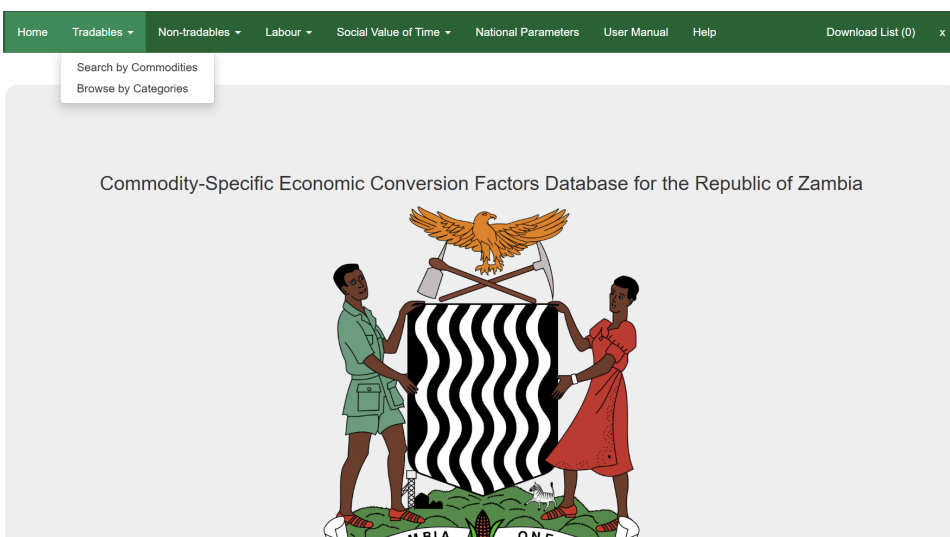 Home Tradables Non-tradables Labour Social Value of Time National Parameters User Manual Help Download List (0) x
Search by Commodities
Browse by Categories
Commodity-Specific Economic Conversion Factors Database for the Republic of Zambia
ONE